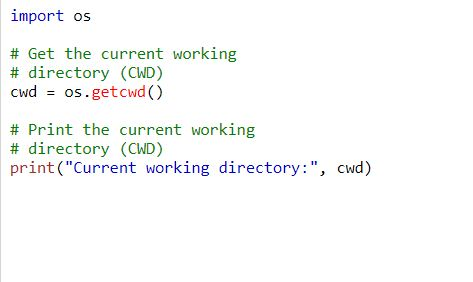 import os
# Get the current working
# directory (CWD)
cwd = os.getcwd()
# Print the current working
# directory (CWD)
print("Current working directory:", cwd)